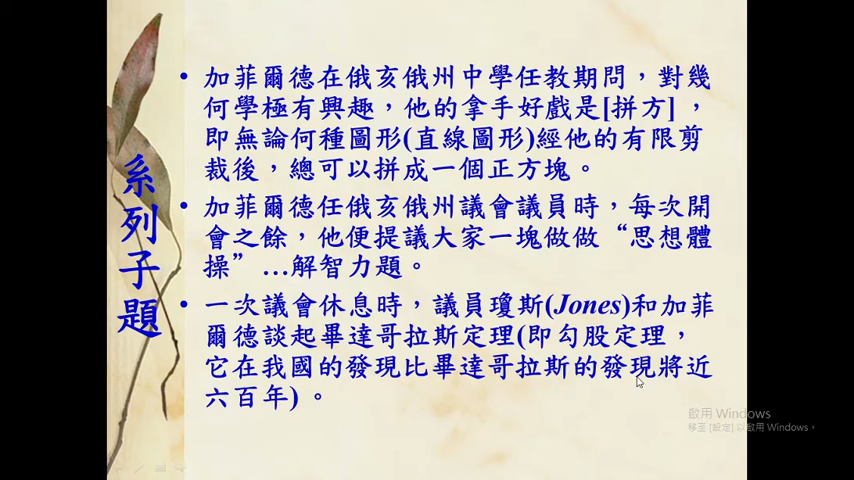 系列子題
• 加菲爾德在俄亥俄州中學任教期間，對幾
何學極有興趣，他的拿手好戲是[拼方]，
即無論何種圖形(直線圖形)經他的有限剪
裁後，總可以拼成一個正方塊。
• 加菲爾德任俄亥俄州議會議員時，每次開
會之餘，他便提議大家一塊做做“思想體
操”…解智力題。
• 一次議會休息時，議員瓊斯(Jones)和加菲
爾德談起畢達哥拉斯定理(即勾股定理，
它在我國的發現比畢達哥拉斯的發現將近
六百年)。
啟用 Windows
移至 [設定] 以啟用 Windows。